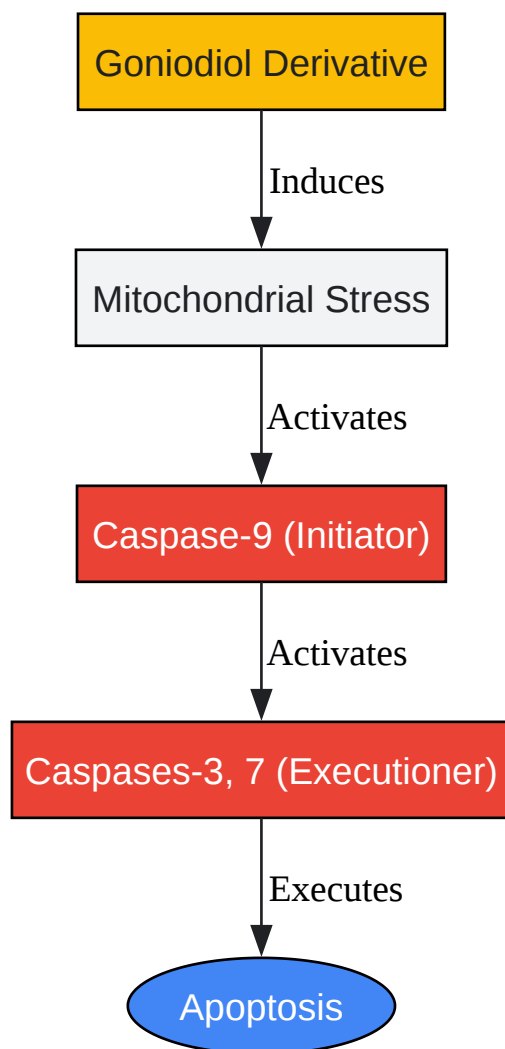 Goniodiol Derivative
Induces
Mitochondrial Stress
Activates
Caspase-9 (Initiator)
Activates
Caspases-3, 7 (Executioner)
Executes
Apoptosis